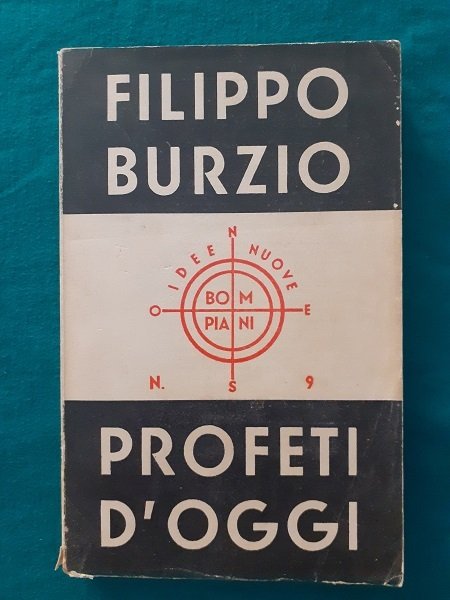 FILIPPO
BURZIO
N
IDEE NUOVE
BOM
PIANI
O E
N. S 9
PROFETI
D'OGGI